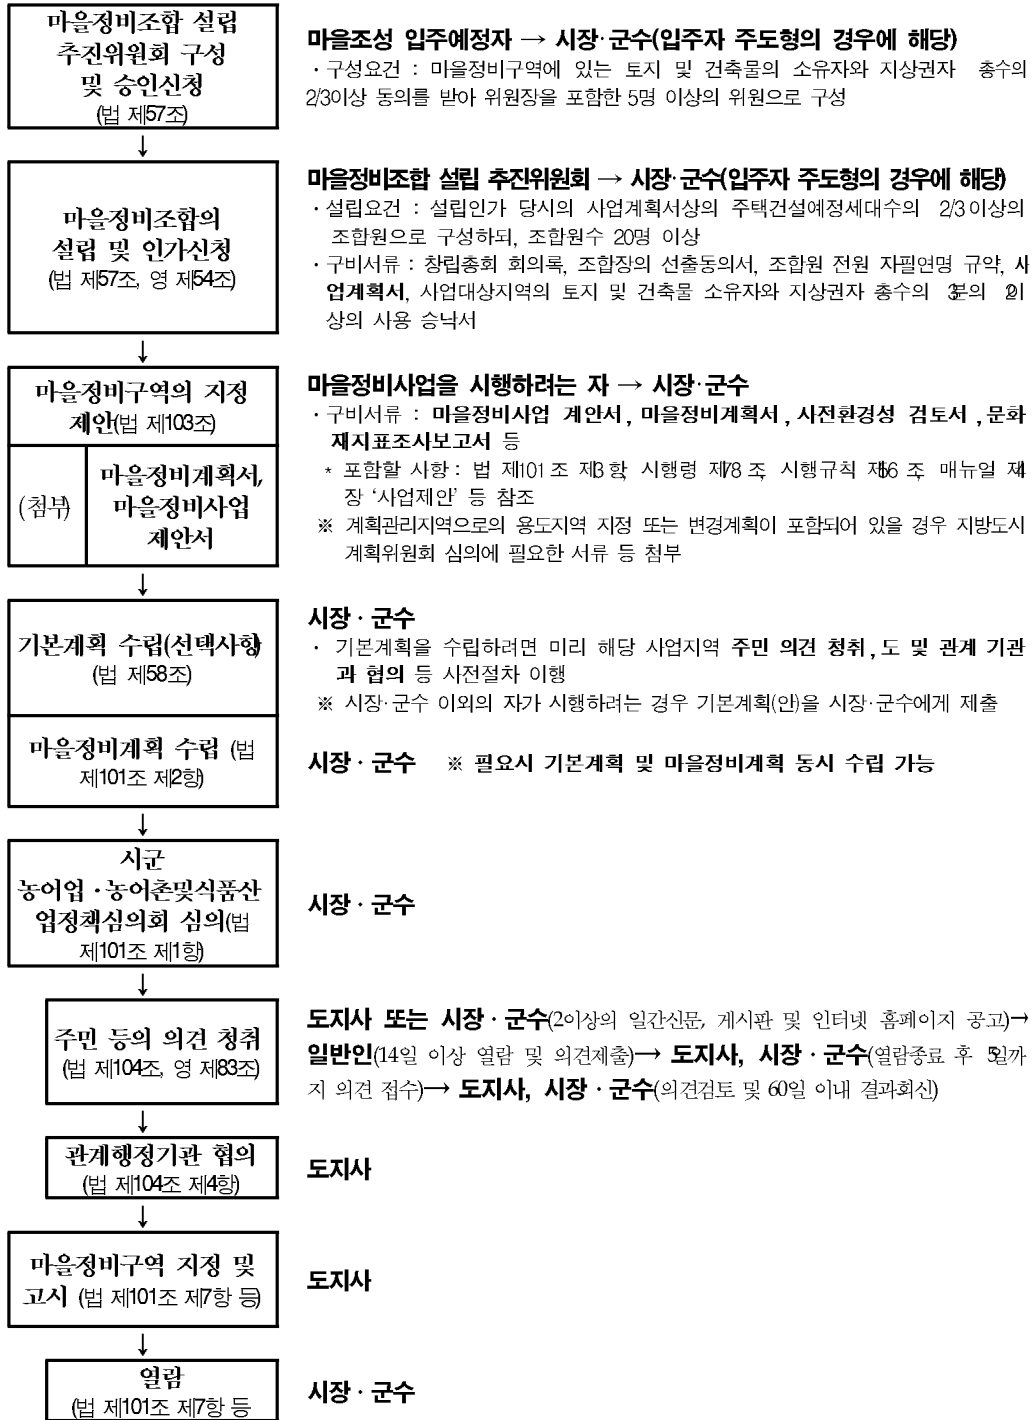 마을정비조합 설립
추진위원회 구성
및 승인신청
(법 제57조)
마을조성 입주예정자 → 시장·군수(입주자 주도형의 경우에 해당)
· 구성요건 : 마을정비구역에 있는 토지 및 건축물의 소유자와 지상권자 총수의
2/3이상 동의를 받아 위원장을 포함한 5명 이상의 위원으로 구성
↓
마을정비조합의
설립 및 인가신청
(법 제57조, 영 제54조)
마을정비조합 설립 추진위원회 → 시장·군수(입주자 주도형의 경우에 해당)
· 설립요건 : 설립인가 당시의 사업계획서상의 주택건설예정세대수의 2/3이상의
조합원으로 구성하되, 조합원수 20명 이상
· 구비서류 : 창립총회 회의록, 조합장의 선출동의서, 조합원 전원 자필연명 규약, 사
업계획서, 사업대상지역의 토지 및 건축물 소유자와 지상권자 총수의 3분의 2이
상의 사용 승낙서
↓
마을정비구역의 지정
제안(법 제103조)
(첨부)
마을정비계획서,
마을정비사업
제안서
마을정비사업을 시행하려는 자 → 시장·군수
· 구비서류 : 마을정비사업 계안서, 마을정비계획서, 사전환경성 검토서, 문화
재지표조사보고서 등
* 포함할 사항 : 법 제101조 제3항, 시행령 제78조, 시행규칙 제56조, 매뉴얼 제4
장 ‘사업제안’ 등 참조
※ 계획관리지역으로의 용도지역 지정 또는 변경계획이 포함되어 있을 경우 지방도시
계획위원회 심의에 필요한 서류 등 첨부
↓
기본계획 수립(선택사항)
(법 제58조)
시장·군수
· 기본계획을 수립하려면 미리 해당 사업지역 주민 의견 청취, 도 및 관계 기관
과 협의 등 사전절차 이행
※ 시장·군수 이외의 자가 시행하려는 경우 기본계획(안)을 시장·군수에게 제출
마을정비계획 수립 (법
제101조 제2항)
시장·군수 ※ 필요시 기본계획 및 마을정비계획 동시 수립 가능
↓
시군
농어업·농어촌및식품산
업정책심의회 심의(법
제101조 제1항)
시장·군수
↓
주민 등의 의견 청취
(법 제104조, 영 제83조)
도지사 또는 시장·군수(2이상의 일간신문, 게시판 및 인터넷 홈페이지 공고)→
일반인(14일 이상 열람 및 의견제출)→ 도지사, 시장·군수(열람종료 후 5일까
지 의견 접수)→ 도지사, 시장·군수(의견검토 및 60일 이내 결과회신)
↓
관계행정기관 협의
(법 제104조 제4항)
도지사
↓
마을정비구역 지정 및
고시 (법 제101조 제7항 등)
도지사
↓
열람
(법 제101조 제7항 등
시장·군수